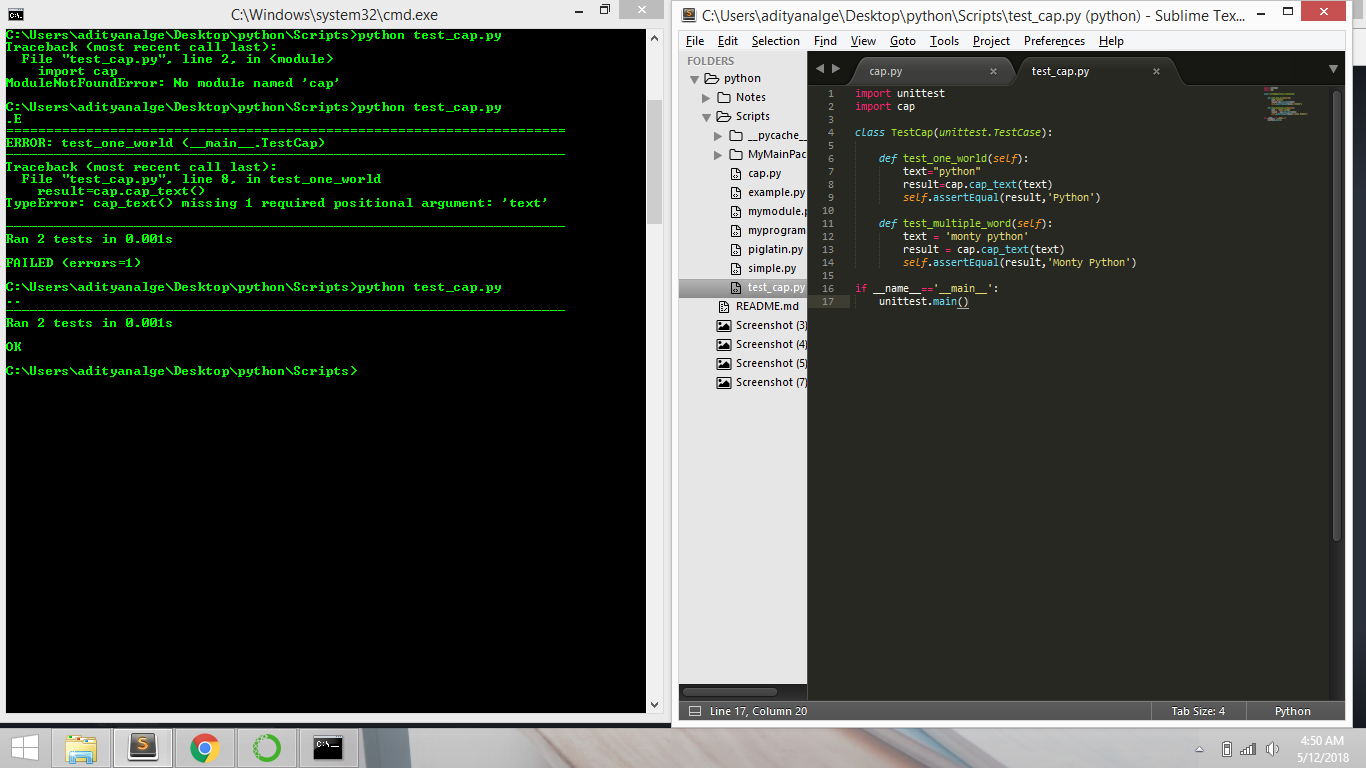 C:\Windows\system32\cmd.exe
C:\Users\adityanalge\Desktop\python\Scripts>python test_cap.py
Traceback (most recent call last):
  File "test_cap.py", line 2, in <module>
    import cap
ModuleNotFoundError: No module named 'cap'
C:\Users\adityanalge\Desktop\python\Scripts>python test_cap.py
.E
======================================================================
ERROR: test_one_world (__main__.TestCap)
----------------------------------------------------------------------
Traceback (most recent call last):
  File "test_cap.py", line 8, in test_one_world
    result=cap.cap_text()
TypeError: cap_text() missing 1 required positional argument: 'text'
----------------------------------------------------------------------
Ran 2 tests in 0.001s
FAILED (errors=1)
C:\Users\adityanalge\Desktop\python\Scripts>python test_cap.py
..
----------------------------------------------------------------------
Ran 2 tests in 0.001s
OK
C:\Users\adityanalge\Desktop\python\Scripts>
C:\Users\adityanalge\Desktop\python\Scripts\test_cap.py (python) - Sublime Tex...
File Edit Selection Find View Goto Tools Project Preferences Help
FOLDERS
python
Notes
Scripts
__pycache__
MyMainPac
cap.py
example.py
mymodule.p
myprogram
piglatin.py
simple.py
test_cap.py
README.md
Screenshot (3)
Screenshot (4)
Screenshot (5)
Screenshot (7)
cap.py test_cap.py
1 import unittest
2 import cap
3
4 class TestCap(unittest.TestCase):
5
6     def test_one_world(self):
7         text="python"
8         result=cap.cap_text(text)
9         self.assertEqual(result,'Python')
10
11     def test_multiple_word(self):
12         text = 'monty python'
13         result = cap.cap_text(text)
14         self.assertEqual(result,'Monty Python')
15
16 if __name__=='__main__':
17     unittest.main()
Line 17, Column 20 Tab Size: 4 Python
4:50 AM
5/12/2018